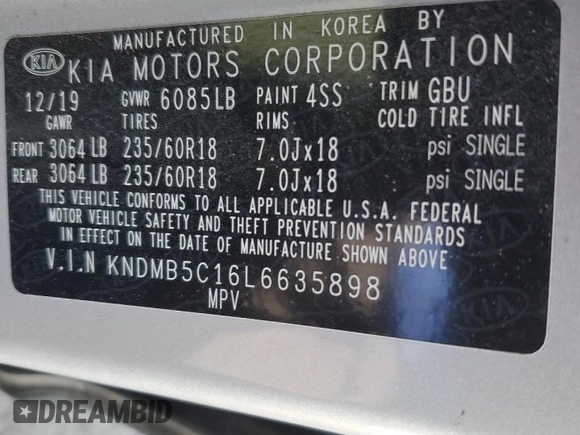 MANUFACTURED IN KOREA BY
KIA KIA MOTORS CORPORATION
12/19 GVWR 6085LB PAINT 4SS TRIM GBU
GAWR TIRES RIMS COLD TIRE INFL
FRONT 3064 LB 235/60R18 7.0Jx18 psi SINGLE
REAR 3064 LB 235/60R18 7.0Jx18 psi SINGLE
THIS VEHICLE CONFORMS TO ALL APPLICABLE U.S.A. FEDERAL
MOTOR VEHICLE SAFETY AND THEFT PREVENTION STANDARDS
IN EFFECT ON THE DATE OF MANUFACTURE SHOWN ABOVE
V.I.N KNDMB5C16L6635898
MPV
DREAMBID